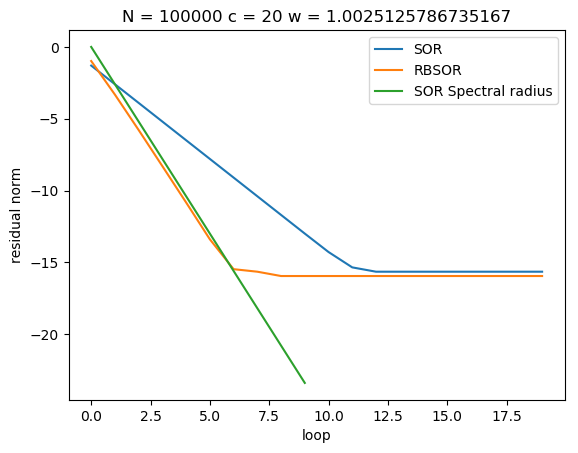 N = 100000 c = 20 w = 1.0025125786735167
SOR
RBSOR
SOR Spectral radius
residual norm
0
−5
−10
−15
−20
0.0 2.5 5.0 7.5 10.0 12.5 15.0 17.5
loop